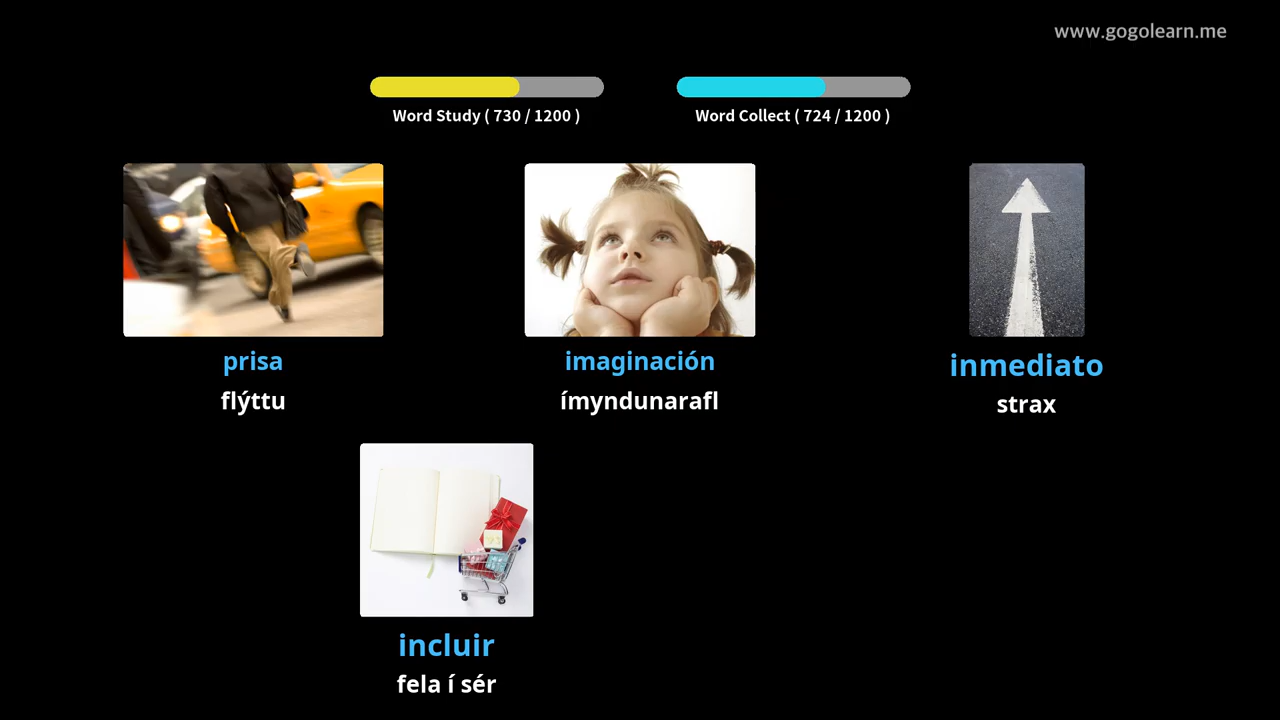 www.gogolearn.me
Word Study ( 730 / 1200 )
Word Collect ( 724 / 1200 )
prisa
flýttu
imaginación
ímyndunarafl
inmediato
strax
incluir
fela í sér